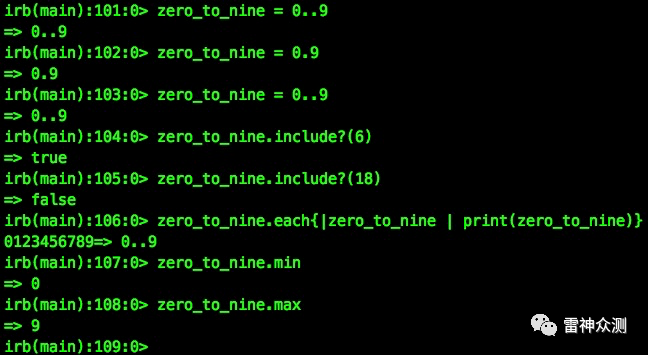 irb(main):101:0> zero_to_nine = 0..9
=> 0..9
irb(main):102:0> zero_to_nine = 0.9
=> 0.9
irb(main):103:0> zero_to_nine = 0..9
=> 0..9
irb(main):104:0> zero_to_nine.include?(6)
=> true
irb(main):105:0> zero_to_nine.include?(18)
=> false
irb(main):106:0> zero_to_nine.each{|zero_to_nine | print(zero_to_nine)}
0123456789=> 0..9
irb(main):107:0> zero_to_nine.min
=> 0
irb(main):108:0> zero_to_nine.max
=> 9
irb(main):109:0>
雷神众测